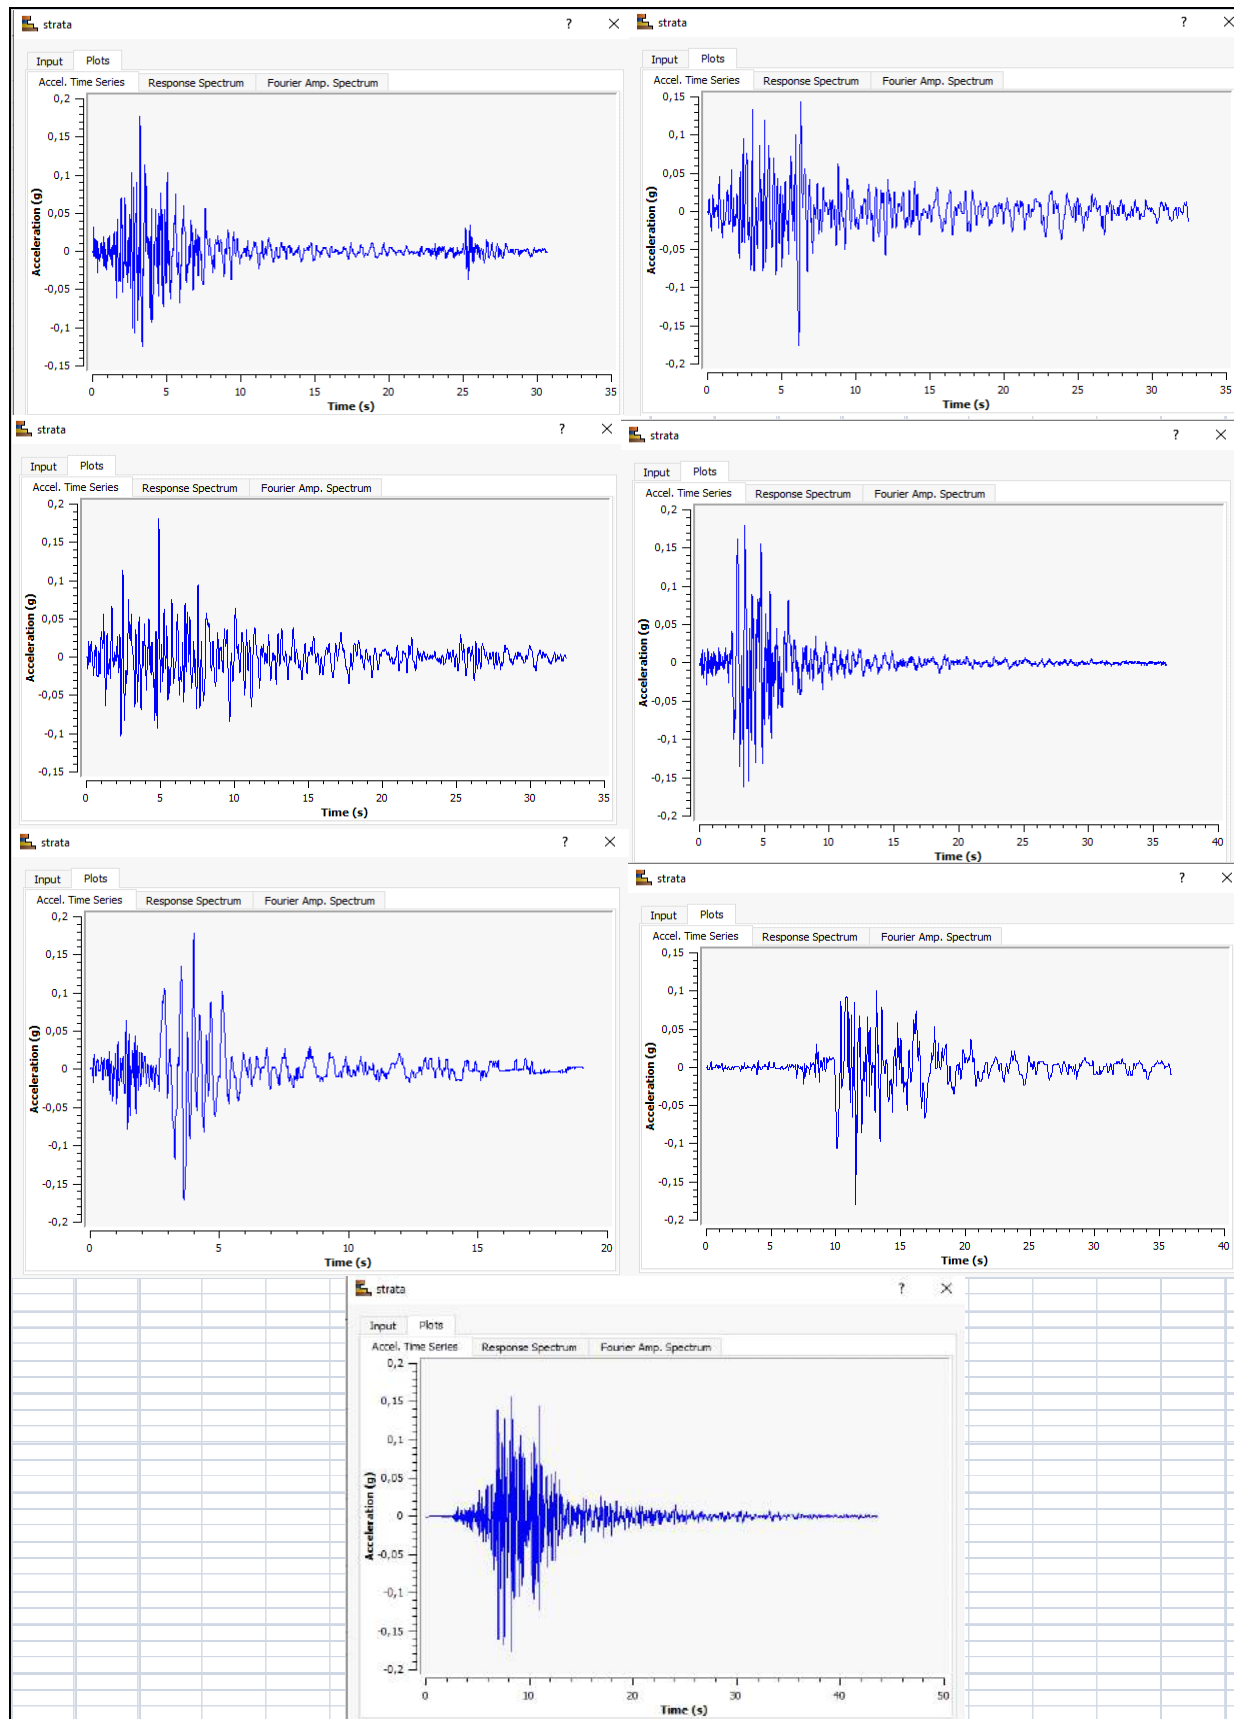 strata ? ×
Input Plots
Accel. Time Series Response Spectrum Fourier Amp. Spectrum
0,2
0,15
0,1
0,05
0
-0,05
-0,1
-0,15
Acceleration (g)
0 5 10 15 20 25 30 35
Time (s)
strata ? ×
Input Plots
Accel. Time Series Response Spectrum Fourier Amp. Spectrum
0,15
0,1
0,05
0
-0,05
-0,1
-0,15
-0,2
Acceleration (g)
0 5 10 15 20 25 30 35
Time (s)
strata ? ×
Input Plots
Accel. Time Series Response Spectrum Fourier Amp. Spectrum
0,2
0,15
0,1
0,05
0
-0,05
-0,1
-0,15
Acceleration (g)
0 5 10 15 20 25 30 35
Time (s)
strata ? ×
Input Plots
Accel. Time Series Response Spectrum Fourier Amp. Spectrum
0,2
0,15
0,1
0,05
0
-0,05
-0,1
-0,15
-0,2
Acceleration (g)
0 5 10 15 20 25 30 35 40
Time (s)
strata ? ×
Input Plots
Accel. Time Series Response Spectrum Fourier Amp. Spectrum
0,2
0,15
0,1
0,05
0
-0,05
-0,1
-0,15
-0,2
Acceleration (g)
0 5 10 15 20
Time (s)
strata ? ×
Input Plots
Accel. Time Series Response Spectrum Fourier Amp. Spectrum
0,15
0,1
0,05
0
-0,05
-0,1
-0,15
-0,2
Acceleration (g)
0 5 10 15 20 25 30 35 40
Time (s)
strata ? ×
Input Plots
Accel. Time Series Response Spectrum Fourier Amp. Spectrum
0,2
0,15
0,1
0,05
0
-0,05
-0,1
-0,15
-0,2
Acceleration (g)
0 10 20 30 40 50
Time (s)